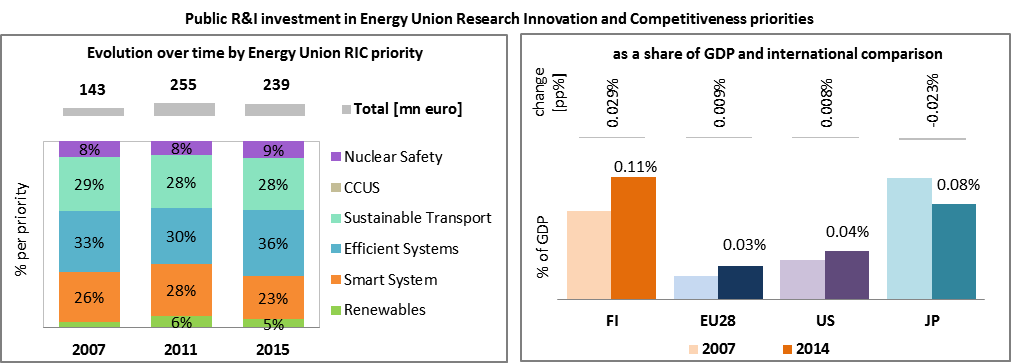 Public R&I investment in Energy Union Research Innovation and Competitiveness priorities
Evolution over time by Energy Union RIC priority
143 255 239
Total [mn euro]
% per priority
8% 8% 9%
29% 28% 28%
33% 30% 36%
26% 28% 23%
6% 5%
2007 2011 2015
Nuclear Safety
CCUS
Sustainable Transport
Efficient Systems
Smart System
Renewables
as a share of GDP and international comparison
change
[pp%]
0.029% 0.009% 0.008% -0.023%
% of GDP
0.11% 0.03% 0.04% 0.08%
FI EU28 US JP
2007 2014